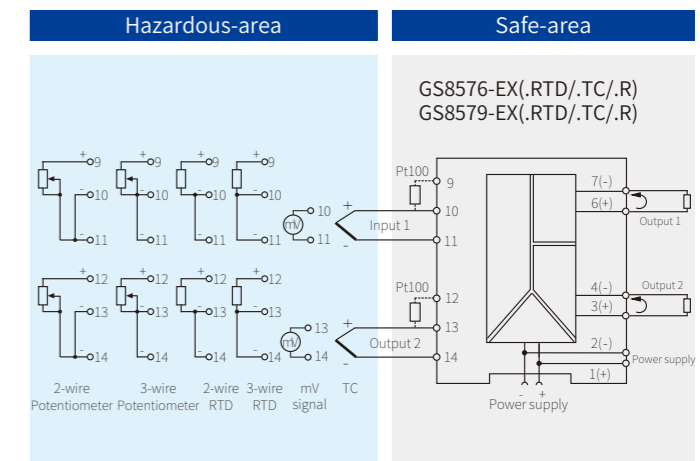 Hazardous-area
Safe-area
GS8576-EX(.RTD/.TC/.R)
GS8579-EX(.RTD/.TC/.R)
+ 9 + 9 + 9 + 9
- 10 - 10 - 10 - 10
- 11 - 11 - 11 - 11
mV
10
11
+
-
Input 1
Pt100
9
10
11
7(-)
6(+)
Output 1
+ 12 + 12 + 12 + 12
- 13 - 13 - 13 - 13
- 14 - 14 - 14 - 14
mV
13
14
+
-
Output 2
Pt100
12
13
14
4(-)
3(+)
Output 2
2(-)
1(+)
Power supply
- +
Power supply
2-wire
Potentiometer
3-wire
Potentiometer
2-wire
RTD
3-wire
RTD
mV
signal
TC